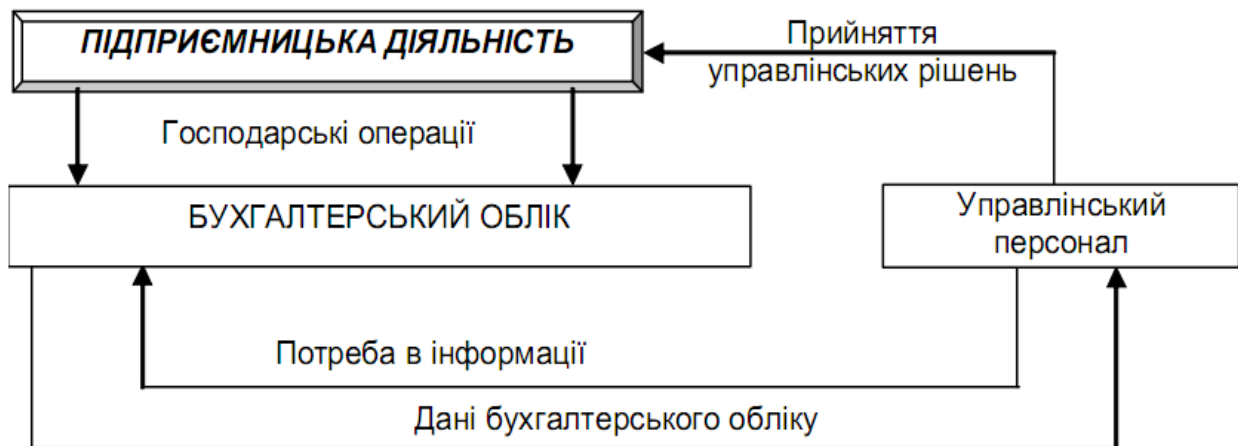 ПІДПРИЄМНИЦЬКА ДІЯЛЬНІСТЬ
Прийняття
управлінських рішень
Господарські операції
БУХГАЛТЕРСЬКИЙ ОБЛІК
Управлінський
персонал
Потреба в інформації
Дані бухгалтерського обліку